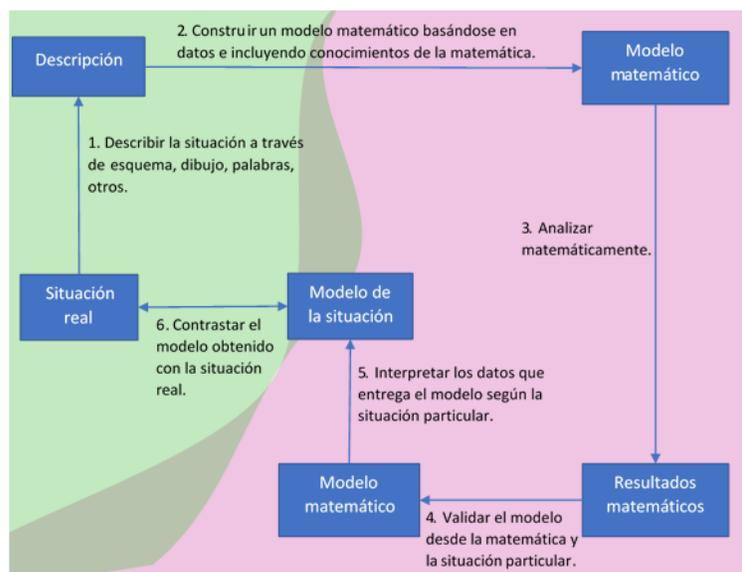 2. Construir un modelo matemático basándose en
datos e incluyendo conocimientos de la matemática.
Descripción
Modelo
matemático
1. Describir la situación a través
de esquema, dibujo, palabras,
otros.
3. Analizar
matemáticamente.
Situación
real
Modelo de
la situación
6. Contrastar el
modelo obtenido
con la situación
real.
5. Interpretar los datos que
entrega el modelo según la
situación particular.
Modelo
matemático
Resultados
matemáticos
4. Validar el modelo
desde la matemática y
la situación particular.